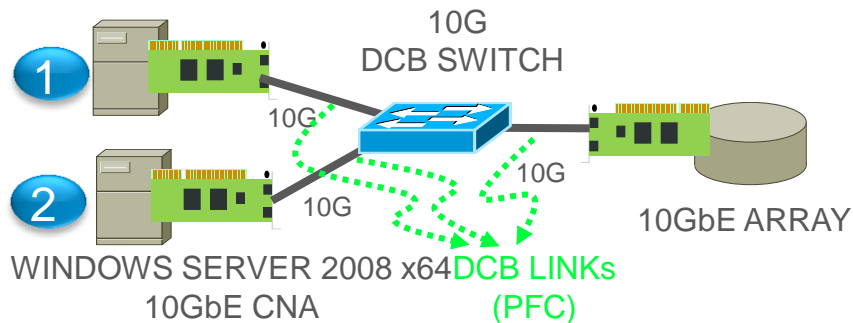 10G
DCB SWITCH
1
10G
10G
2
10G
10GbE ARRAY
WINDOWS SERVER 2008 x64
10GbE CNA
DCB LINKs
(PFC)